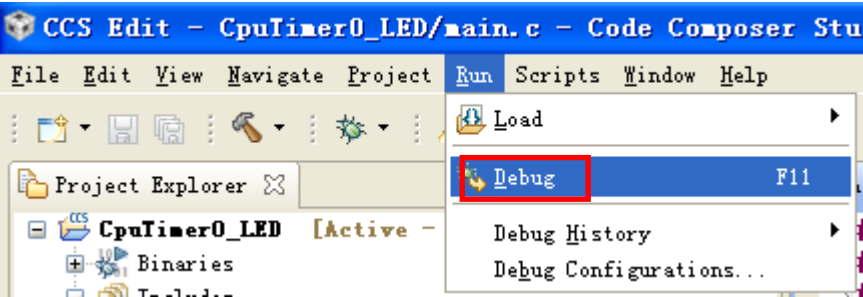 CCS Edit - CpuTimer0_LED/main.c - Code Composer Stu
File Edit View Navigate Project Run Scripts Window Help
Load
Project Explorer
Debug F11
CpuTimer0_LED [Active -
Debug History
Binaries
Debug Configurations...
Includes